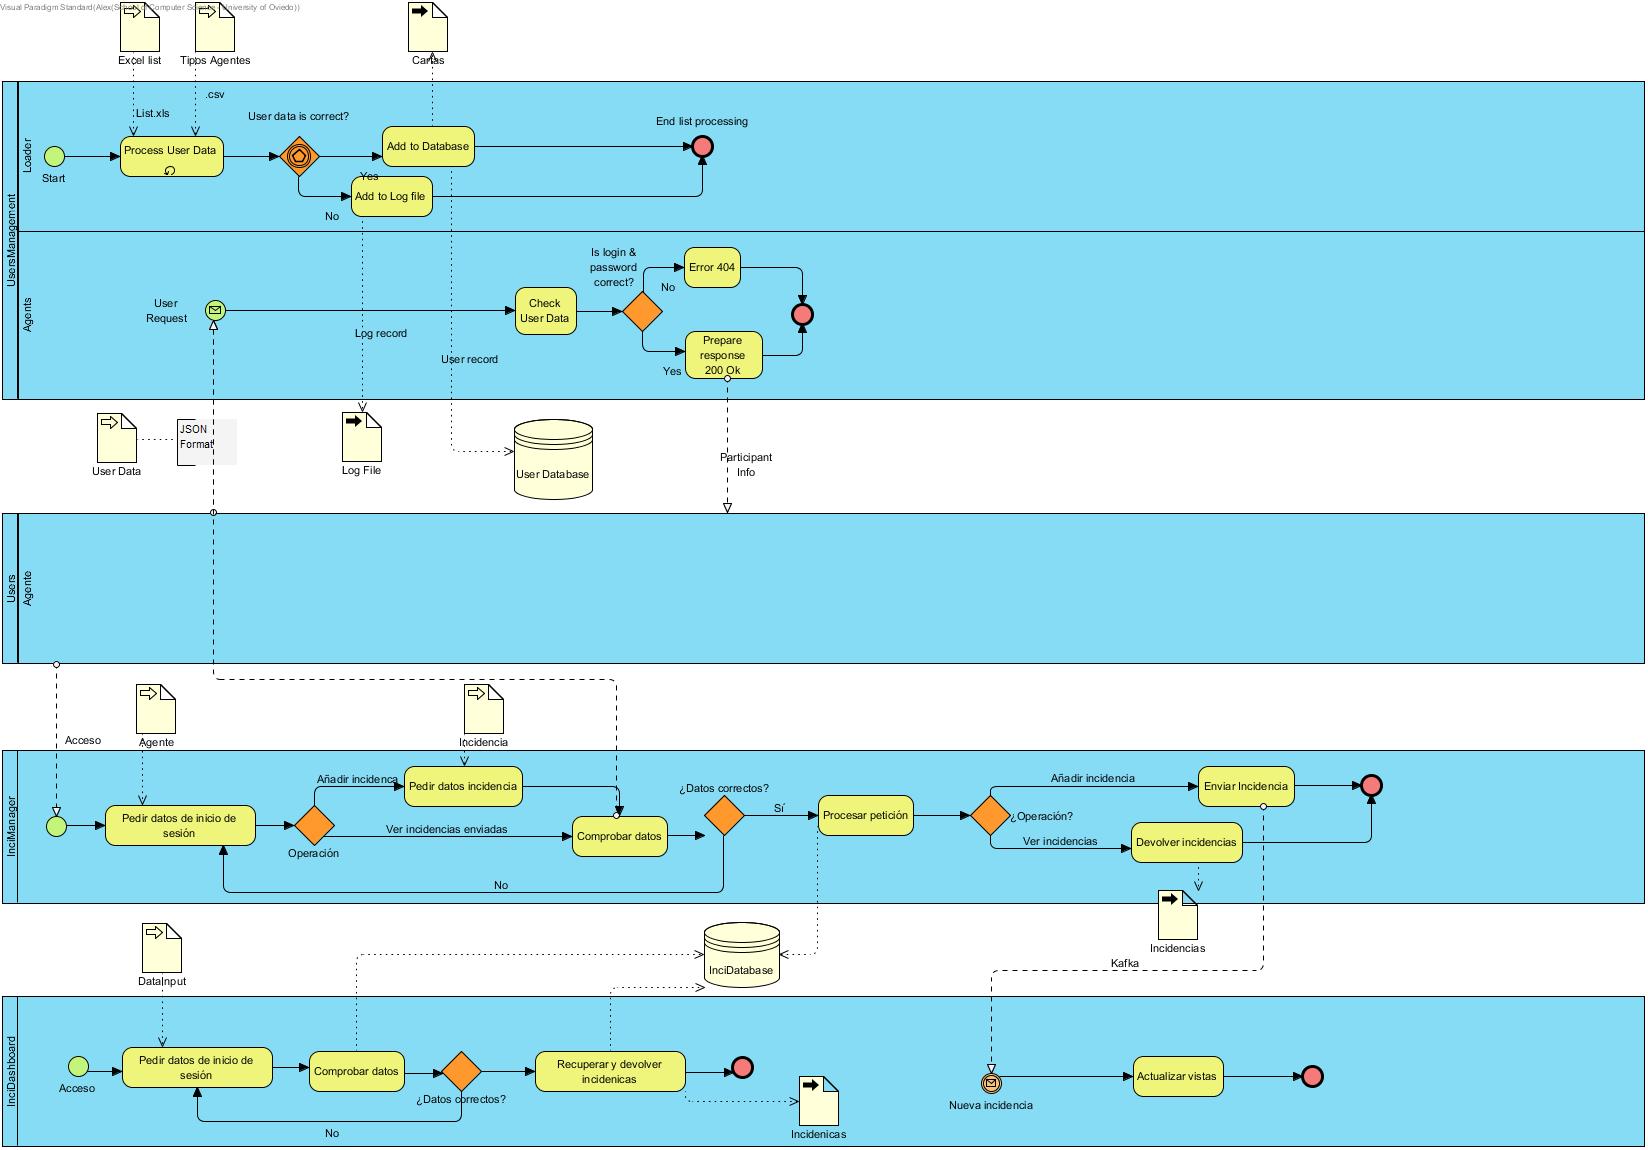 Visual Paradigm Standard(Alex(School of Computer Science - University of Oviedo))
Excel list
Tipos Agentes
Cartas
.csv
List.xls
UsersManagement
Loader
Start
Process User Data
User data is correct?
Yes
No
Add to Database
Add to Log file
End list processing
Agents
User
Request
Check
User Data
Is login &
password
correct?
No
Error 404
Yes
Prepare
response
200 Ok
Log record
User record
User Data
JSON
Format
Log File
User Database
Participant
Info
Users
Agente
Acceso
Agente
Incidencia
InciManager
Pedir datos de inicio de
sesión
Operación
Añadir incidenca
Pedir datos incidencia
Ver incidencias enviadas
Comprobar datos
¿Datos correctos?
Sí
No
Procesar petición
¿Operación?
Añadir incidencia
Enviar Incidencia
Ver incidencias
Devolver incidencias
Incidencias
Kafka
InciDatabase
DataInput
InciDashboard
Acceso
Pedir datos de inicio de
sesión
Comprobar datos
¿Datos correctos?
No
Recuperar y devolver
incidenicas
Incidenicas
Nueva incidencia
Actualizar vistas